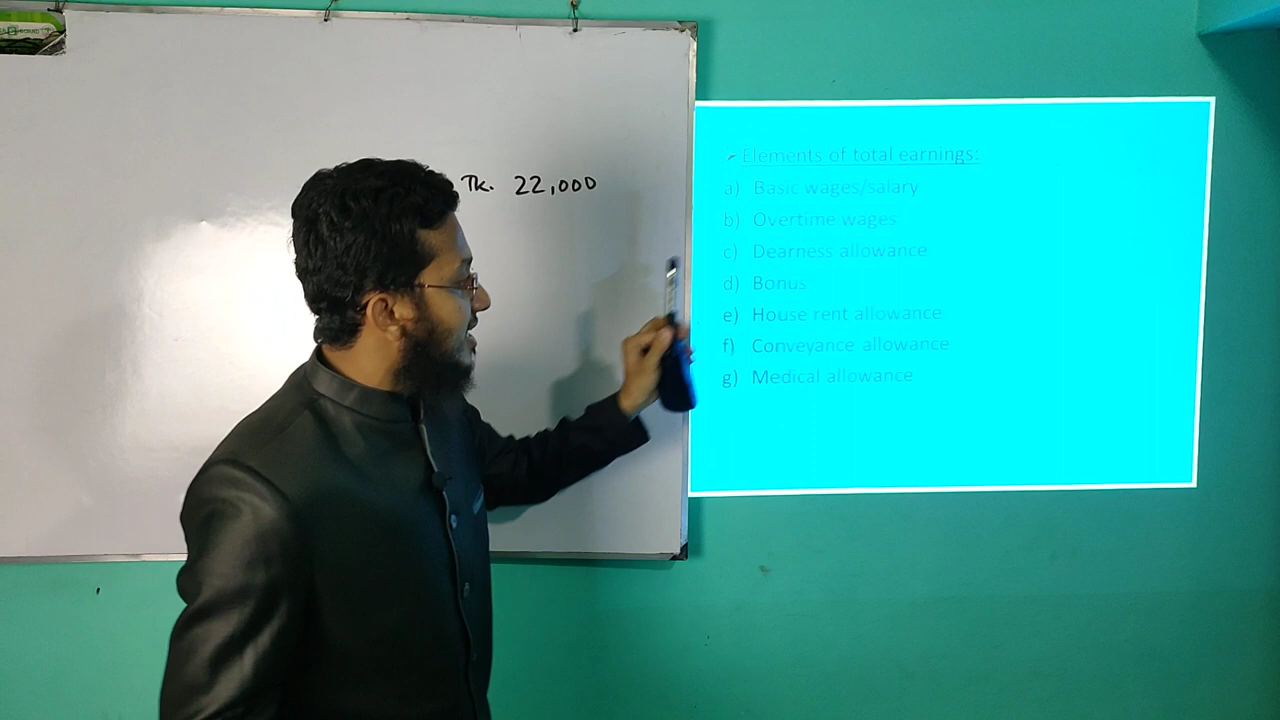 Tk. 22,000
Elements of total earnings:
a) Basic wages/salary
b) Overtime wages
c) Dearness allowance
d) Bonus
e) House rent allowance
f) Conveyance allowance
g) Medical allowance